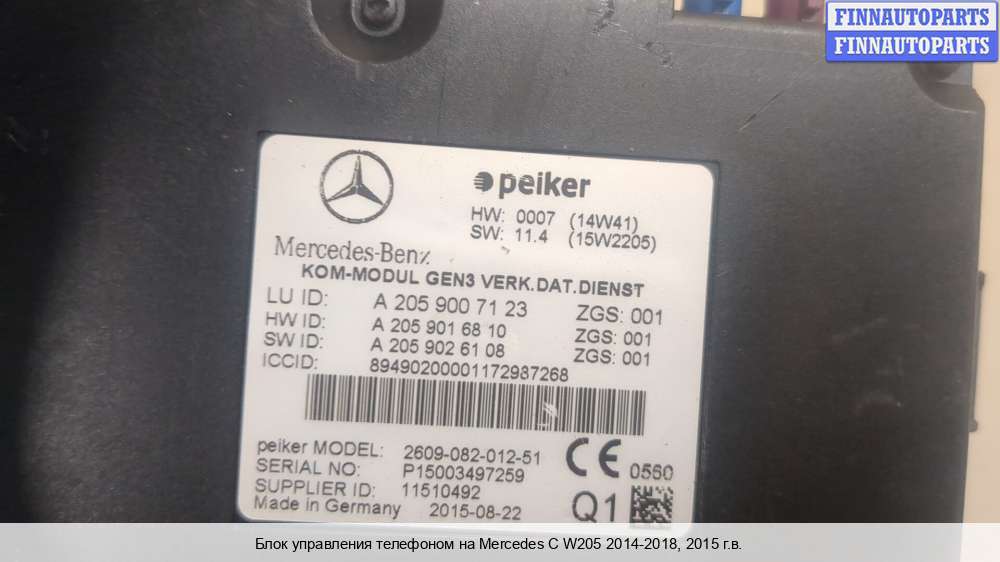 FINNAUTOPARTS
FINNAUTOPARTS
peiker
HW: 0007 (14W41)
SW: 11.4 (15W2205)
Mercedes-Benz
KOM-MODUL GEN3 VERK.DAT.DIENST
LU ID: A 205 900 71 23 ZGS: 001
HW ID: A 205 901 68 10 ZGS: 001
SW ID: A 205 902 61 08 ZGS: 001
ICCID: 89490200001172987268
peiker MODEL: 2609-082-012-51
SERIAL NO: P15003497259
SUPPLIER ID: 11510492
Made in Germany 2015-08-22
CE 0560
Q1
Блок управления телефоном на Mercedes C W205 2014-2018, 2015 г.в.